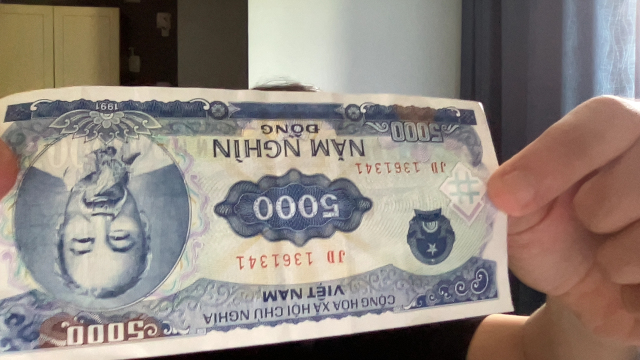 CỘNG HOÀ XÃ HỘI CHỦ NGHĨA
VIỆT NAM
5000
JD 1361341
5000
JD 1361341
NĂM NGHÌN
ĐỒNG
5000
1991